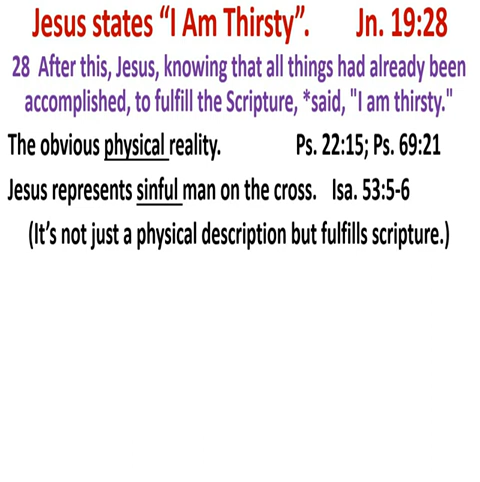 Jesus states “I Am Thirsty”. Jn. 19:28
28 After this, Jesus, knowing that all things had already been
accomplished, to fulfill the Scripture, *said, "I am thirsty."
The obvious physical reality. Ps. 22:15; Ps. 69:21
Jesus represents sinful man on the cross. Isa. 53:5-6
(It’s not just a physical description but fulfills scripture.)